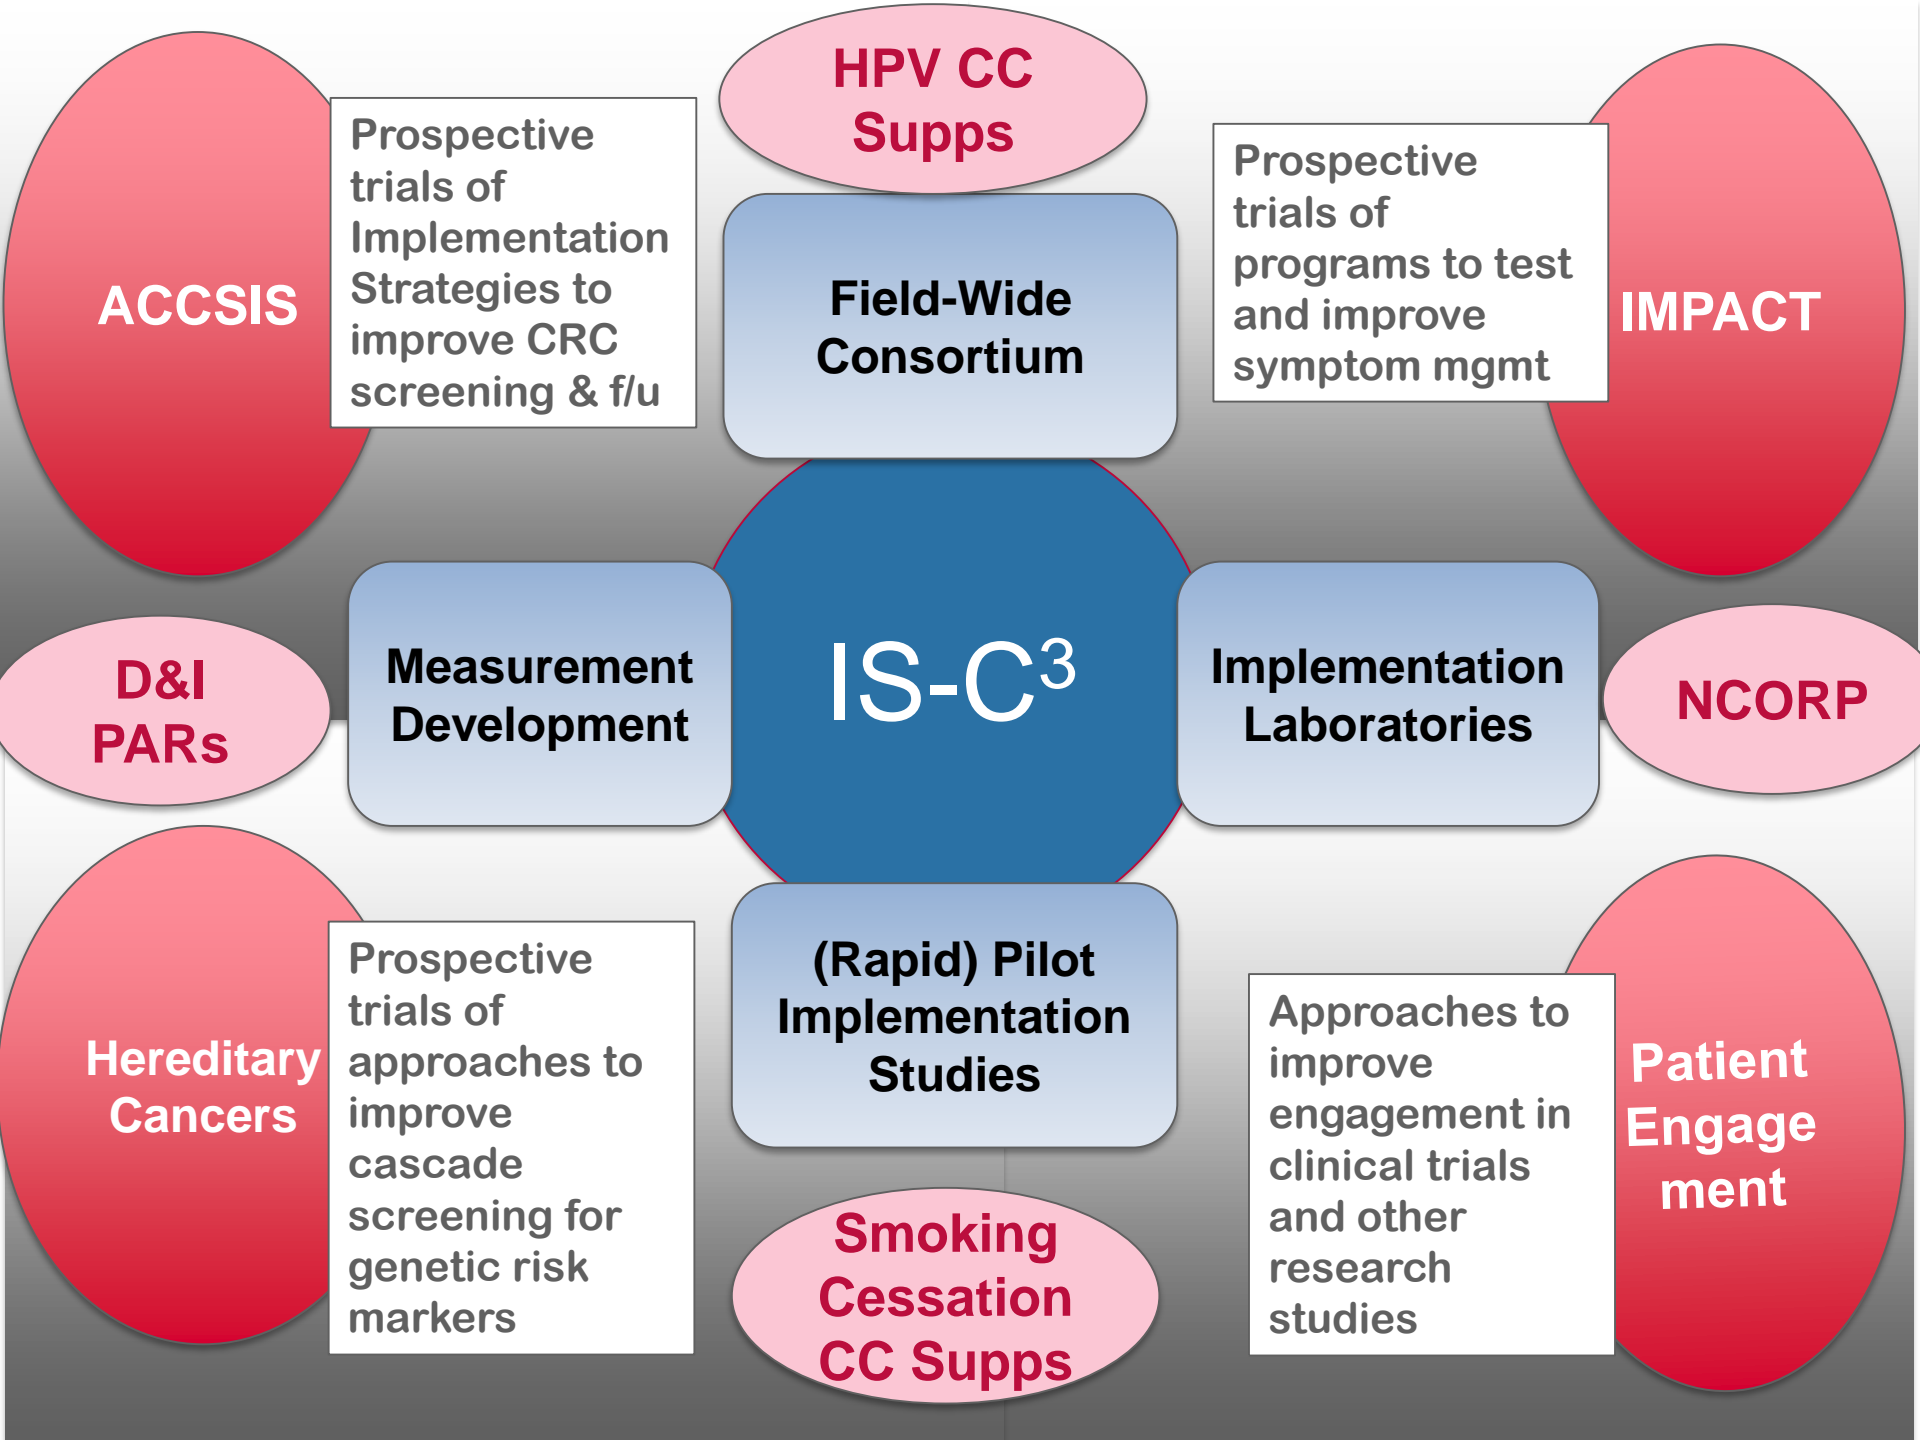 HPV CC
Supps
ACCSIS
Prospective
trials of
Implementation
Strategies to
improve CRC
screening & f/u
Field-Wide
Consortium
Prospective
trials of
programs to test
and improve
symptom mgmt
IMPACT
D&I
PARs
Measurement
Development
IS-C³
Implementation
Laboratories
NCORP
Hereditary
Cancers
Prospective
trials of
approaches to
improve
cascade
screening for
genetic risk
markers
(Rapid) Pilot
Implementation
Studies
Approaches to
improve
engagement in
clinical trials
and other
research
studies
Patient
Engage
ment
Smoking
Cessation
CC Supps